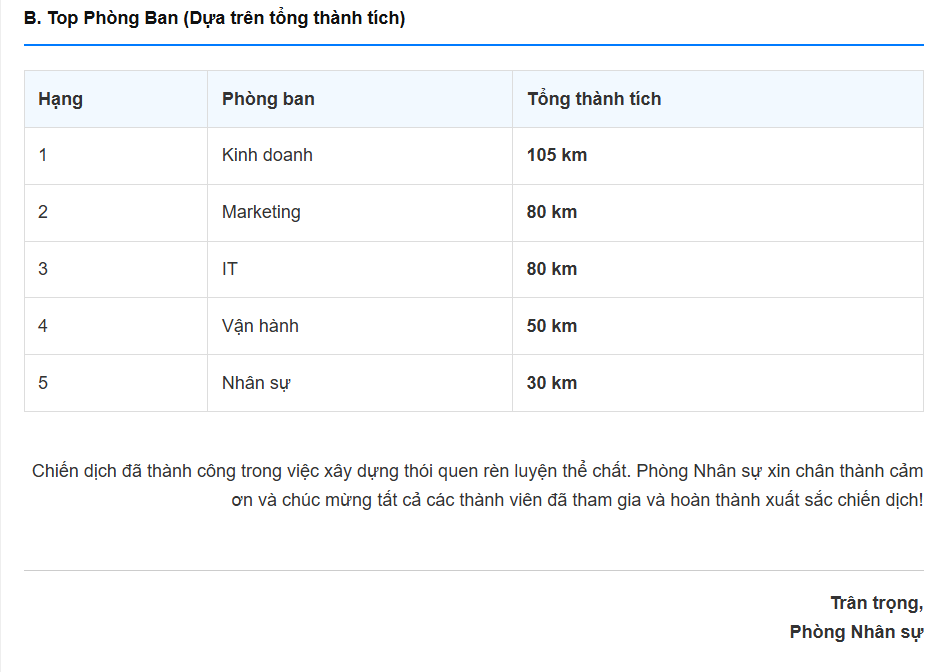 B. Top Phòng Ban (Dựa trên tổng thành tích)
Hạng Phòng ban Tổng thành tích
1 Kinh doanh 105 km
2 Marketing 80 km
3 IT 80 km
4 Vận hành 50 km
5 Nhân sự 30 km
Chiến dịch đã thành công trong việc xây dựng thói quen rèn luyện thể chất. Phòng Nhân sự xin chân thành cảm
ơn và chúc mừng tất cả các thành viên đã tham gia và hoàn thành xuất sắc chiến dịch!
Trân trọng,
Phòng Nhân sự